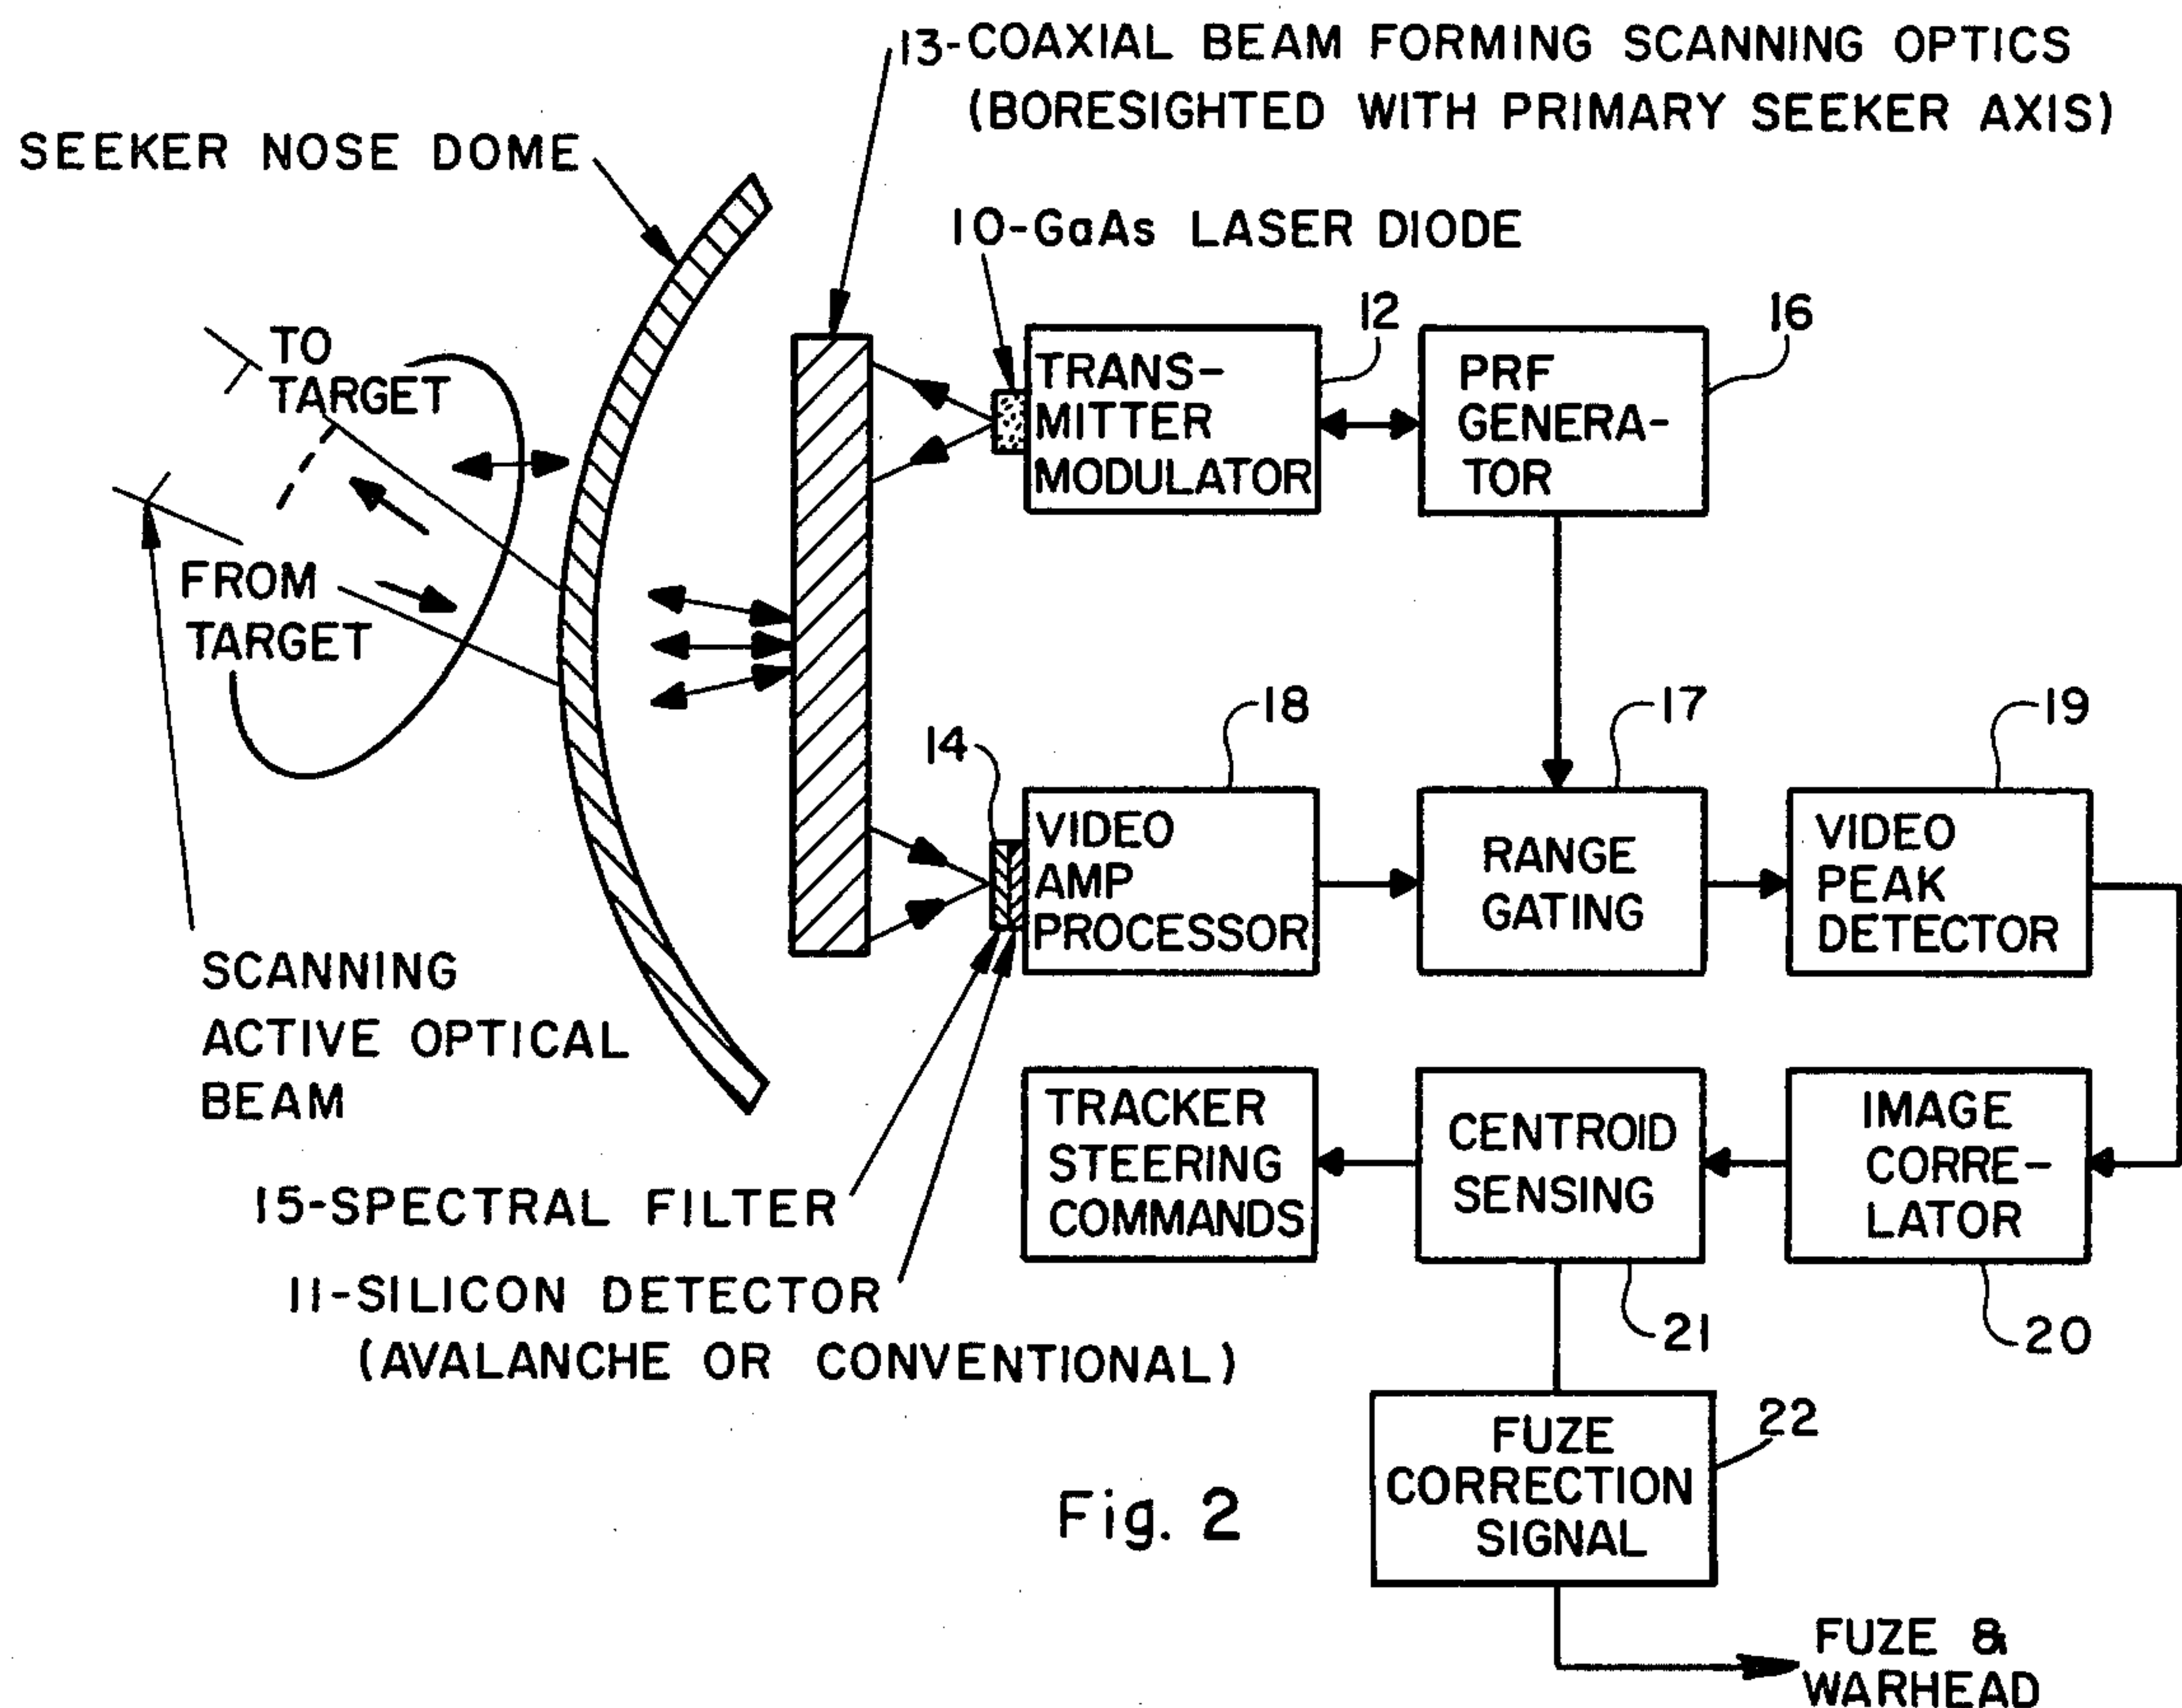 13-COAXIAL BEAM FORMING SCANNING OPTICS
(BORESIGHTED WITH PRIMARY SEEKER AXIS)
SEEKER NOSE DOME
10-GaAs LASER DIODE
12
16
TO
TARGET
TRANS-
MITTER
MODULATOR
PRF
GENERA-
TOR
FROM
TARGET
14
18
17
19
VIDEO
AMP
PROCESSOR
RANGE
GATING
VIDEO
PEAK
DETECTOR
SCANNING
ACTIVE OPTICAL
BEAM
TRACKER
STEERING
COMMANDS
CENTROID
SENSING
IMAGE
CORRE-
LATOR
15-SPECTRAL FILTER
11-SILICON DETECTOR
(AVALANCHE OR CONVENTIONAL)
21
20
FUZE
CORRECTION
SIGNAL
22
Fig. 2
FUZE &
WARHEAD